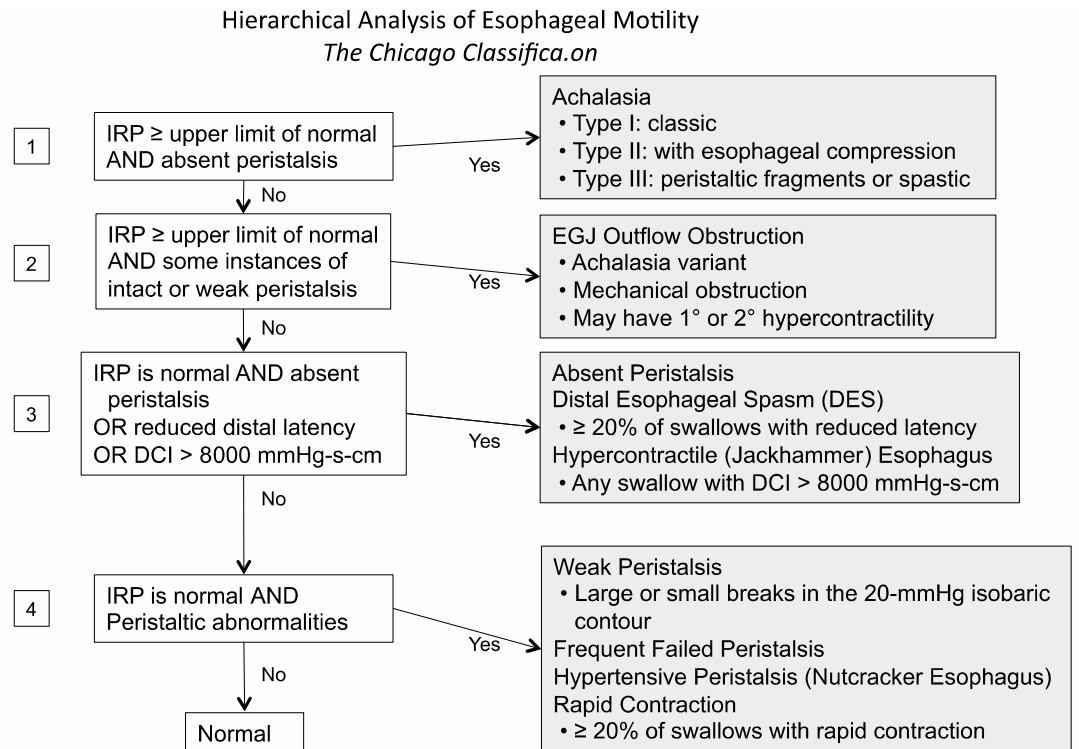 Hierarchical Analysis of Esophageal Motility
The Chicago Classifica.on
1
IRP ≥ upper limit of normal
AND absent peristalsis
Yes
Achalasia
• Type I: classic
• Type II: with esophageal compression
• Type III: peristaltic fragments or spastic
No
2
IRP ≥ upper limit of normal
AND some instances of
intact or weak peristalsis
Yes
EGJ Outflow Obstruction
• Achalasia variant
• Mechanical obstruction
• May have 1° or 2° hypercontractility
No
3
IRP is normal AND absent
peristalsis
OR reduced distal latency
OR DCI > 8000 mmHg-s-cm
Yes
Absent Peristalsis
Distal Esophageal Spasm (DES)
• ≥ 20% of swallows with reduced latency
Hypercontractile (Jackhammer) Esophagus
• Any swallow with DCI > 8000 mmHg-s-cm
No
4
IRP is normal AND
Peristaltic abnormalities
Yes
Weak Peristalsis
• Large or small breaks in the 20-mmHg isobaric
contour
Frequent Failed Peristalsis
Hypertensive Peristalsis (Nutcracker Esophagus)
Rapid Contraction
• ≥ 20% of swallows with rapid contraction
No
Normal